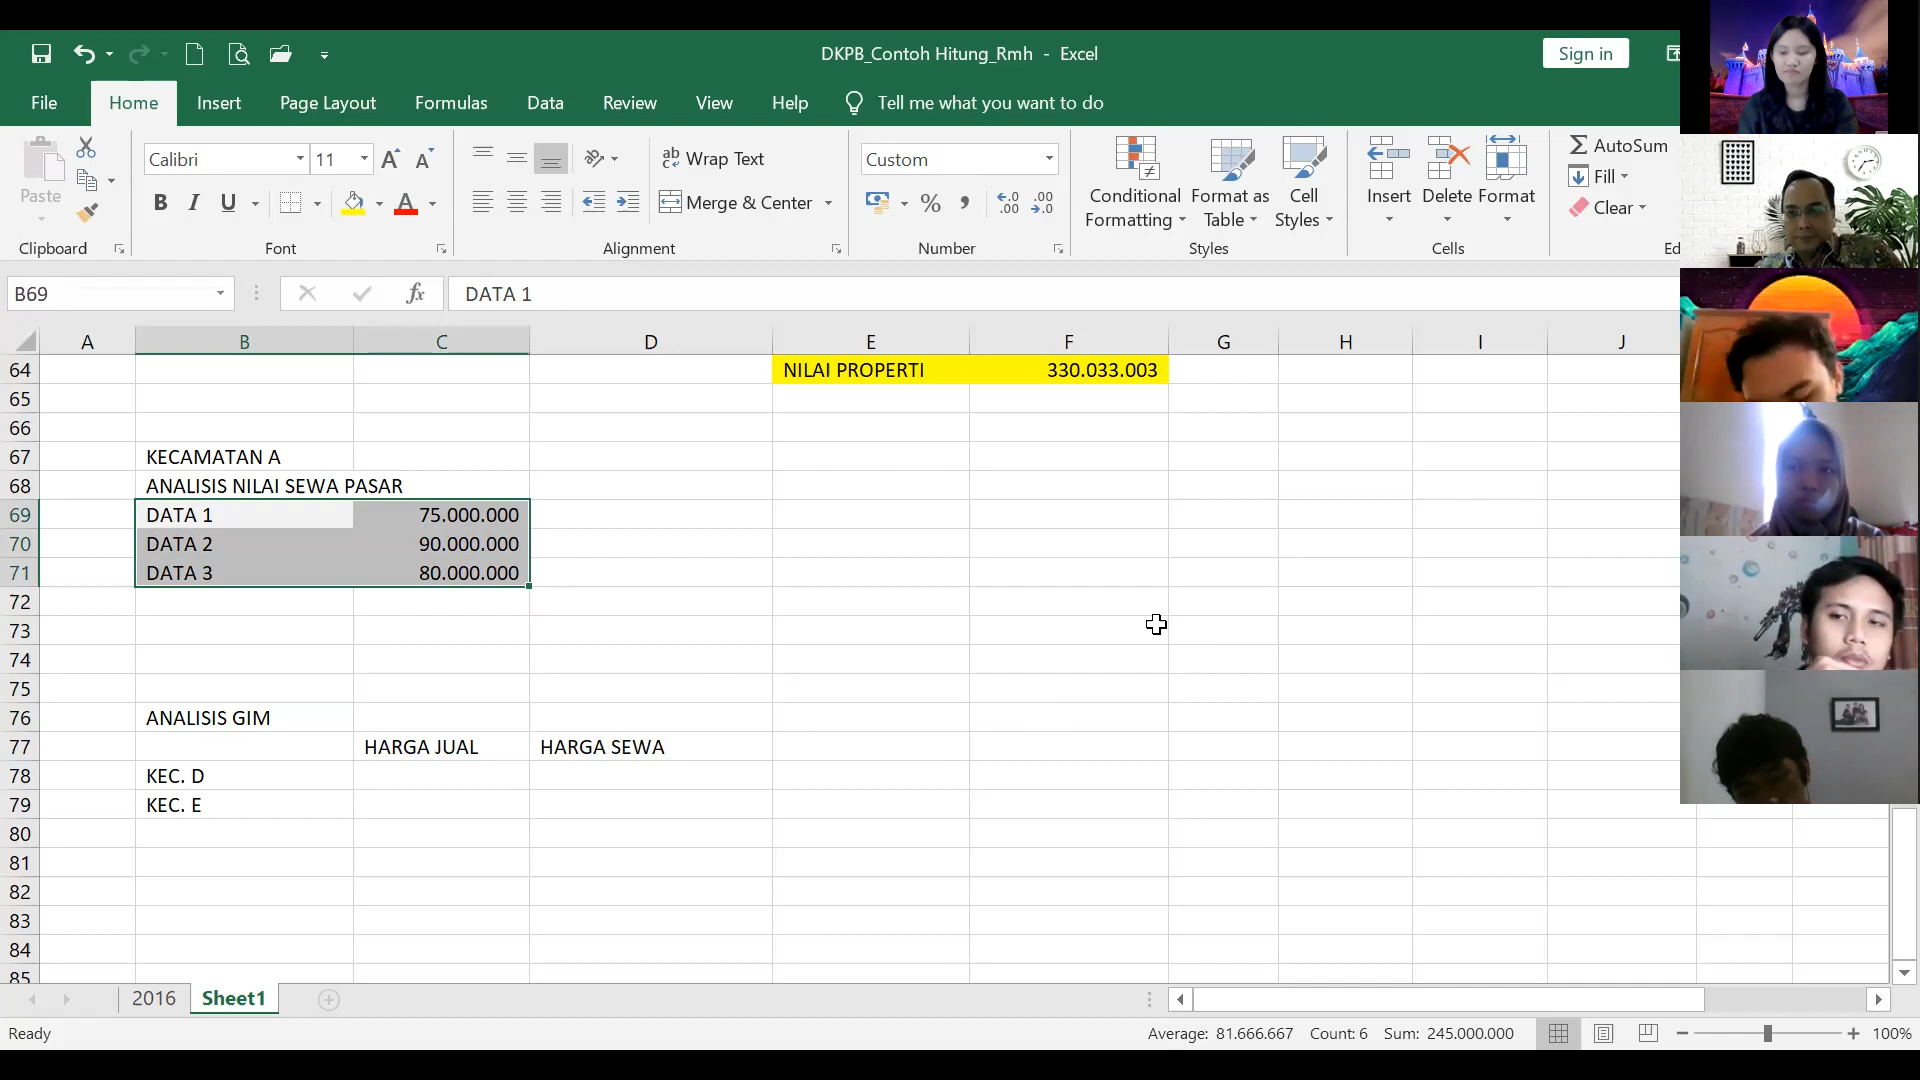 DKPB_Contoh Hitung_Rmh - Excel
Sign in
File Home Insert Page Layout Formulas Data Review View Help Tell me what you want to do
Calibri 11 Wrap Text Custom AutoSum
Paste Conditional Format as Cell Insert Delete Format Fill
B I U A Merge & Center % , Formatting Table Styles Clear
Clipboard Font Alignment Number Styles Cells Ed
B69 fx DATA 1
A B C D E F G H I J
64 NILAI PROPERTI 330.033.003
65
66
67 KECAMATAN A
68 ANALISIS NILAI SEWA PASAR
69 DATA 1 75.000.000
70 DATA 2 90.000.000
71 DATA 3 80.000.000
72
73
74
75
76 ANALISIS GIM
77 HARGA JUAL HARGA SEWA
78 KEC. D
79 KEC. E
80
81
82
83
84
85
2016 Sheet1
Ready Average: 81.666.667 Count: 6 Sum: 245.000.000 100%